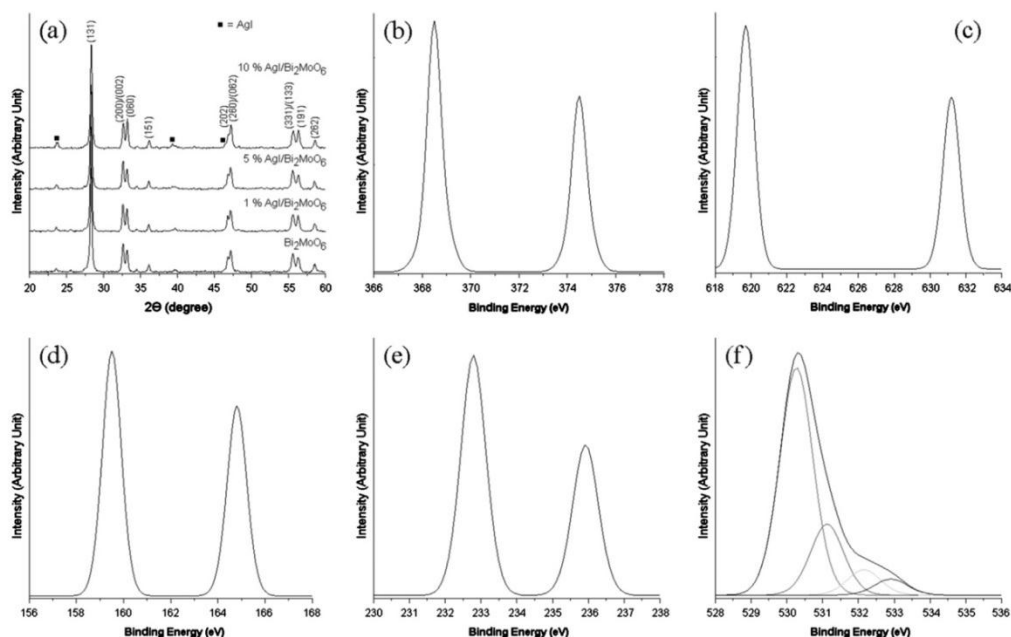 (a)
■ = AgI
(131)
10 % AgI/Bi₂MoO₆
(200)/(002)
(060)
(151)
(202)
(260)/(062)
(331)/(133)
(191)
(262)
5 % AgI/Bi₂MoO₆
1 % AgI/Bi₂MoO₆
Bi₂MoO₆
Intensity (Arbitrary Unit)
20 25 30 35 40 45 50 55 60
2Θ (degree)
(b)
Intensity (Arbitrary Unit)
366 368 370 372 374 376 378
Binding Energy (eV)
(c)
Intensity (Arbitrary Unit)
618 620 622 624 626 628 630 632 634
Binding Energy (eV)
(d)
Intensity (Arbitrary Unit)
156 158 160 162 164 166 168
Binding Energy (eV)
(e)
Intensity (Arbitrary Unit)
230 231 232 233 234 235 236 237 238
Binding Energy (eV)
(f)
Intensity (Arbitrary Unit)
528 529 530 531 532 533 534 535 536
Binding Energy (eV)